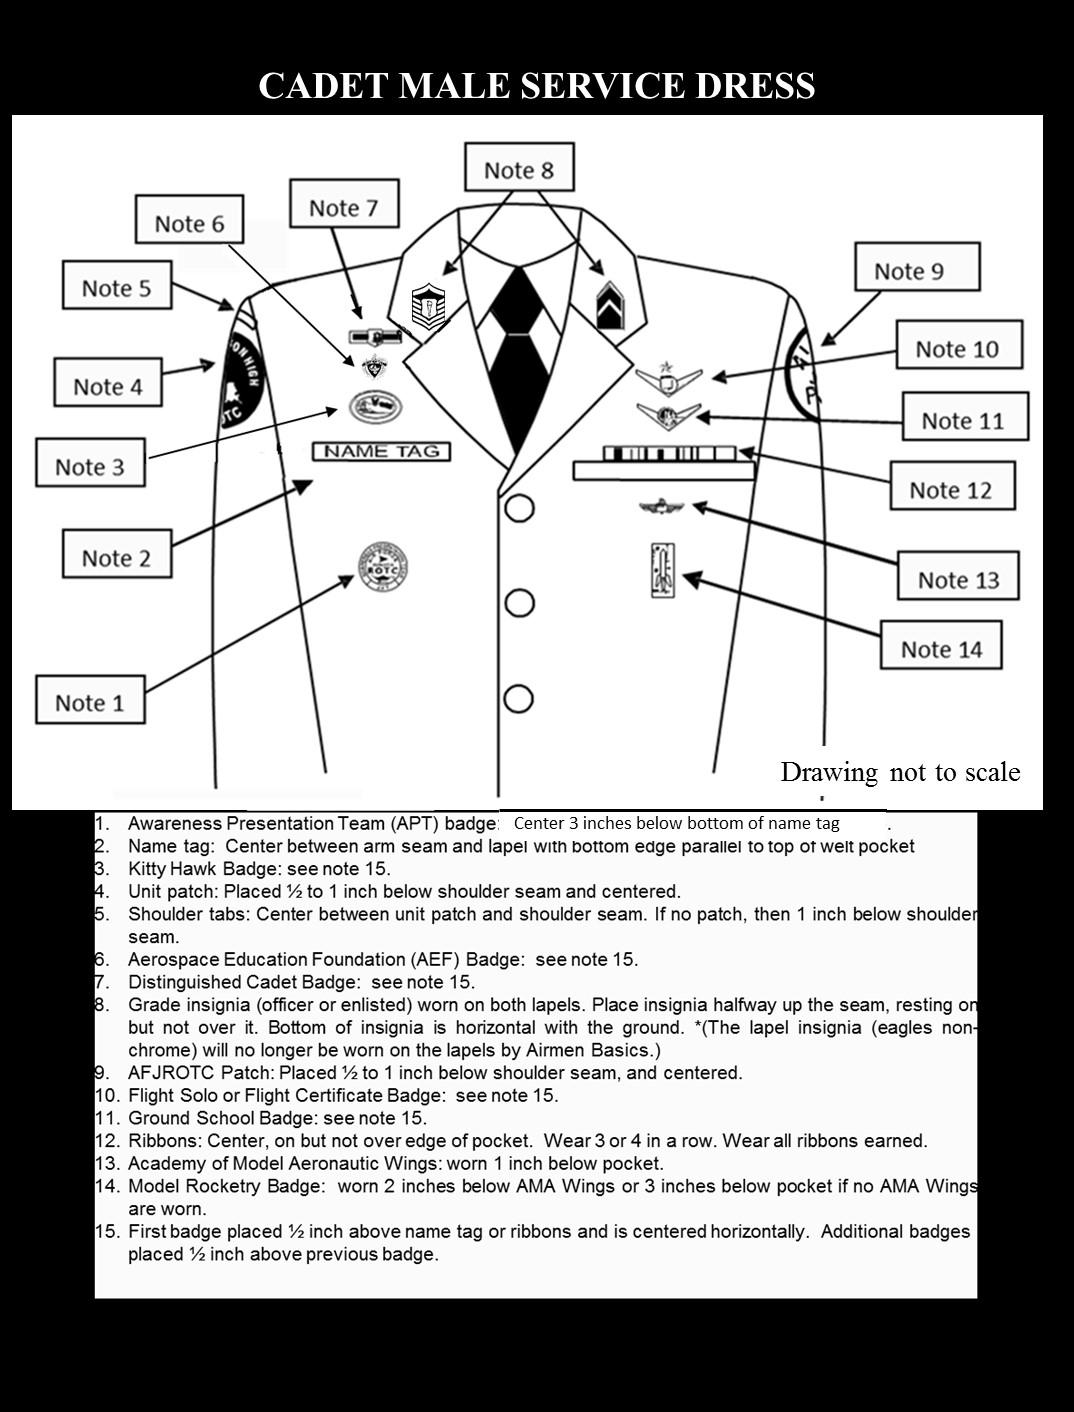 CADET MALE SERVICE DRESS
Note 8
Note 7
Note 6
Note 9
Note 5
Note 10
Note 4
Note 11
ON HIGH
TC
NAME TAG
Note 3
Note 12
Note 2
ROTC
Note 13
Note 14
Note 1
Drawing not to scale
1. Awareness Presentation Team (APT) badge: Center 3 inches below bottom of name tag .
2. Name tag: Center between arm seam and lapel with bottom edge parallel to top of welt pocket
3. Kitty Hawk Badge: see note 15.
4. Unit patch: Placed ½ to 1 inch below shoulder seam and centered.
5. Shoulder tabs: Center between unit patch and shoulder seam. If no patch, then 1 inch below shoulder
seam.
6. Aerospace Education Foundation (AEF) Badge: see note 15.
7. Distinguished Cadet Badge: see note 15.
8. Grade insignia (officer or enlisted) worn on both lapels. Place insignia halfway up the seam, resting on
but not over it. Bottom of insignia is horizontal with the ground. *(The lapel insignia (eagles non-
chrome) will no longer be worn on the lapels by Airmen Basics.)
9. AFJROTC Patch: Placed ½ to 1 inch below shoulder seam, and centered.
10. Flight Solo or Flight Certificate Badge: see note 15.
11. Ground School Badge: see note 15.
12. Ribbons: Center, on but not over edge of pocket. Wear 3 or 4 in a row. Wear all ribbons earned.
13. Academy of Model Aeronautic Wings: worn 1 inch below pocket.
14. Model Rocketry Badge: worn 2 inches below AMA Wings or 3 inches below pocket if no AMA Wings
are worn.
15. First badge placed ½ inch above name tag or ribbons and is centered horizontally. Additional badges
placed ½ inch above previous badge.